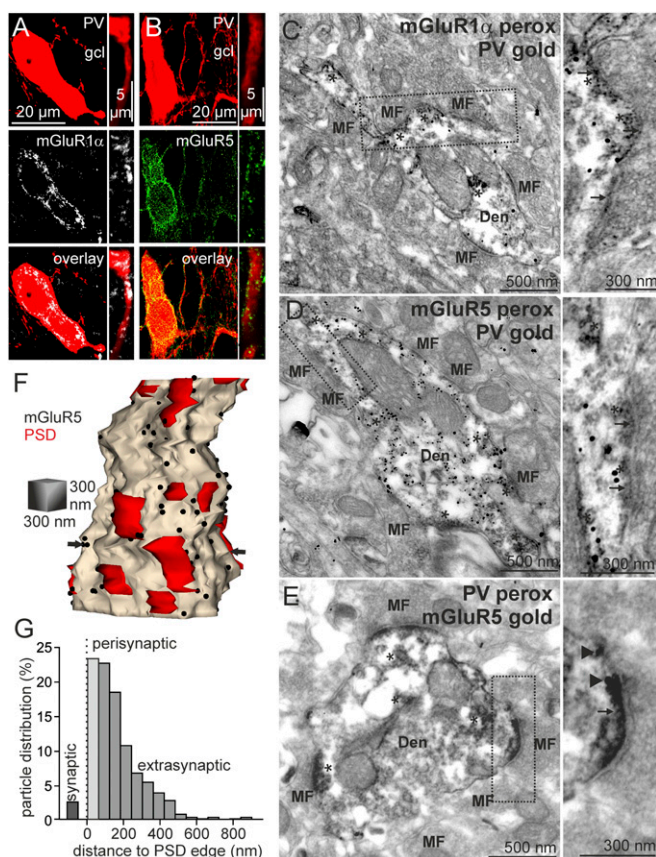 A
PV
gcl
20 µm
5 µm
mGluR1α
overlay
B
PV
gcl
20 µm
5 µm
mGluR5
overlay
C
mGluR1α perox
PV gold
*
MF
MF
MF
*
*
MF
MF
*
Den
MF
500 nm
*
*
300 nm
D
mGluR5 perox
PV gold
*
MF
MF
MF
*
*
Den
MF
*
MF
500 nm
*
*
*
300 nm
E
PV perox
mGluR5 gold
MF
*
*
*
*
Den
MF
MF
MF
MF
500 nm
300 nm
F
mGluR5
PSD
300
nm
300 nm
G
perisynaptic
extrasynaptic
synaptic
particle distribution (%)
25
20
15
10
5
0
0 200 400 600 800
distance to PSD edge (nm)